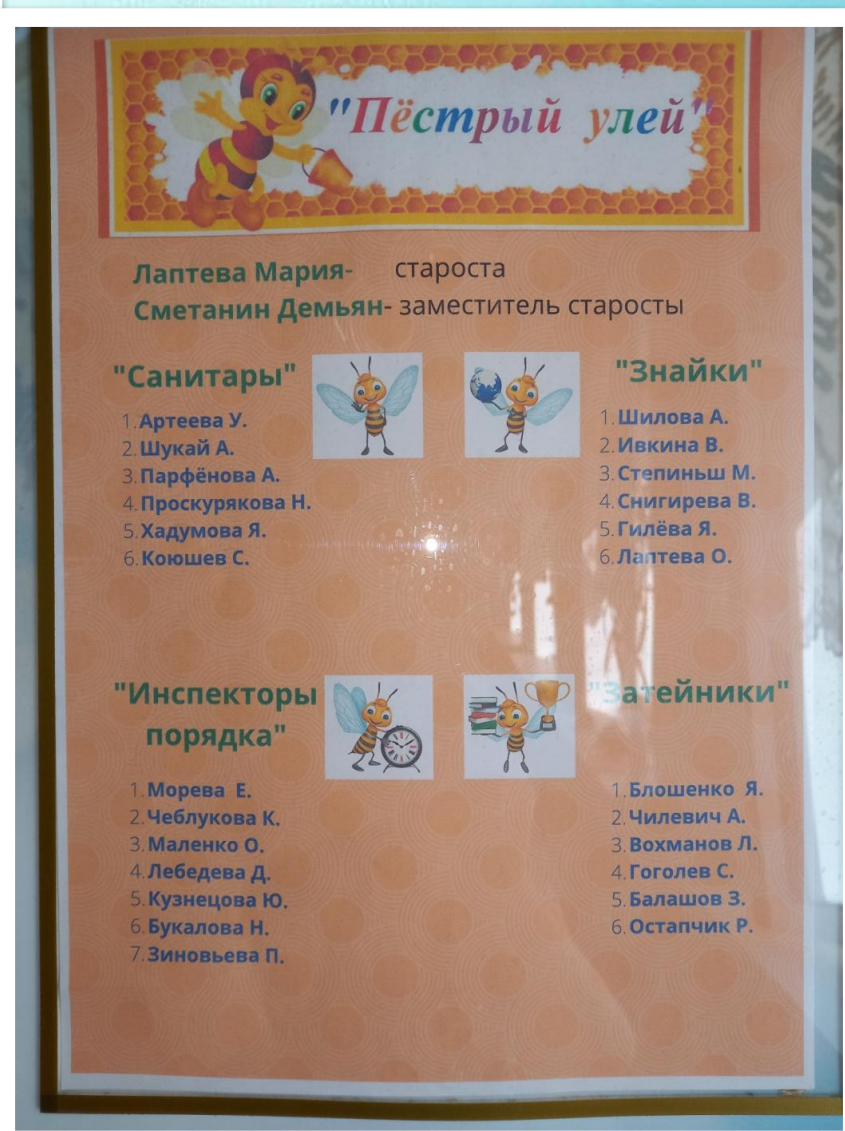 "Пёстрый улей"
Лаптева Мария- староста
Сметанин Демьян- заместитель старосты
"Санитары"
1. Артеева У.
2. Шукай А.
3. Парфёнова А.
4. Проскурякова Н.
5. Хадумова Я.
6. Коюшев С.
"Знайки"
1. Шилова А.
2. Ивкина В.
3. Степиньш М.
4. Снигирева В.
5. Гилёва Я.
6. Лаптева О.
"Инспекторы
порядка"
1. Морева Е.
2. Чеблукова К.
3. Маленко О.
4. Лебедева Д.
5. Кузнецова Ю.
6. Букалова Н.
7. Зиновьева П.
"Затейники"
1. Блошенко Я.
2. Чилевич А.
3. Вохманов Л.
4. Гоголев С.
5. Балашов З.
6. Остапчик Р.